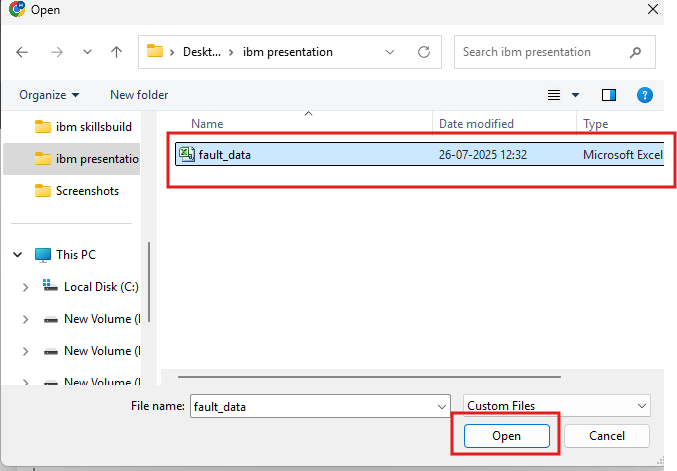 Open
Deskt... ibm presentation
Search ibm presentation
Organize
New folder
Name
Date modified
Type
ibm skillsbuild
ibm presentatio
Screenshots
This PC
Local Disk (C:)
New Volume (
New Volume (
New Volume (
fault_data
26-07-2025 12:32
Microsoft Excel
File name:
fault_data
Custom Files
Open
Cancel